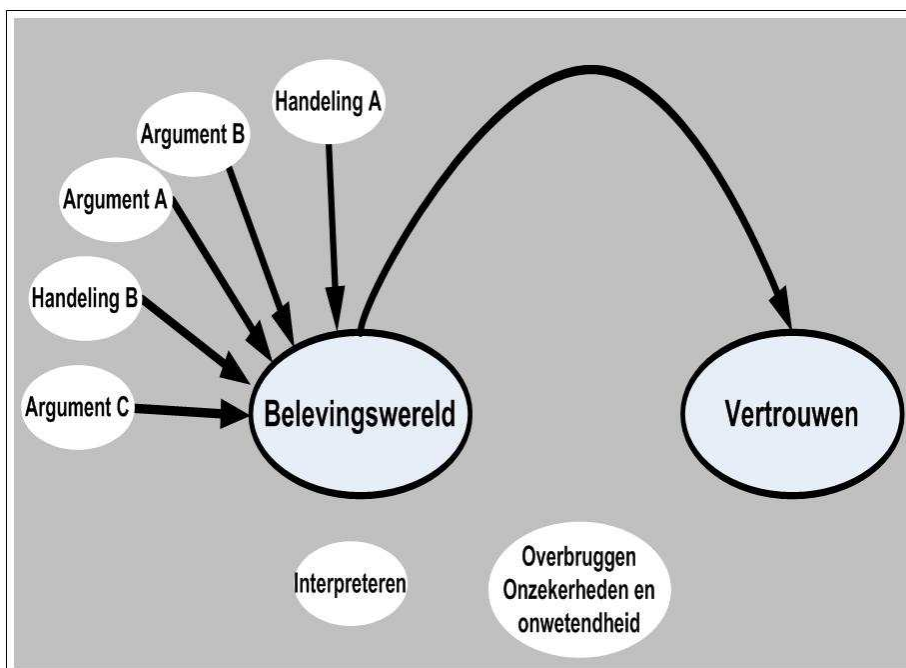 Handeling A
Argument B
Argument A
Handeling B
Argument C
Belevingswereld
Vertrouwen
Interpreteren
Overbruggen
Onzekerheden en
onwetendheid